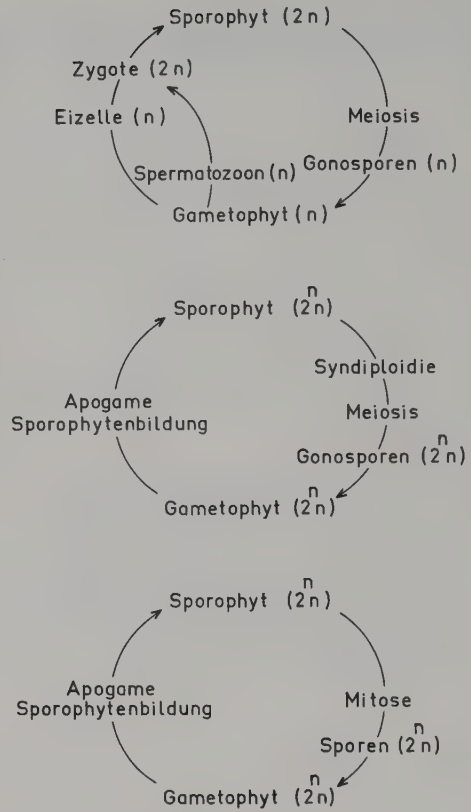 Sporophyt (2n)
Zygote (2n)
Eizelle (n)
Meiosis
Spermatozoon (n)
Gonosporen (n)
Gametophyt (n)
n
Sporophyt (2n)
Syndiploidie
Apogame
Sporophytenbildung
Meiosis
n
Gonosporen (2n)
n
Gametophyt (2n)
n
Sporophyt (2n)
Apogame
Sporophytenbildung
Mitose
n
Sporen (2n)
n
Gametophyt (2n)